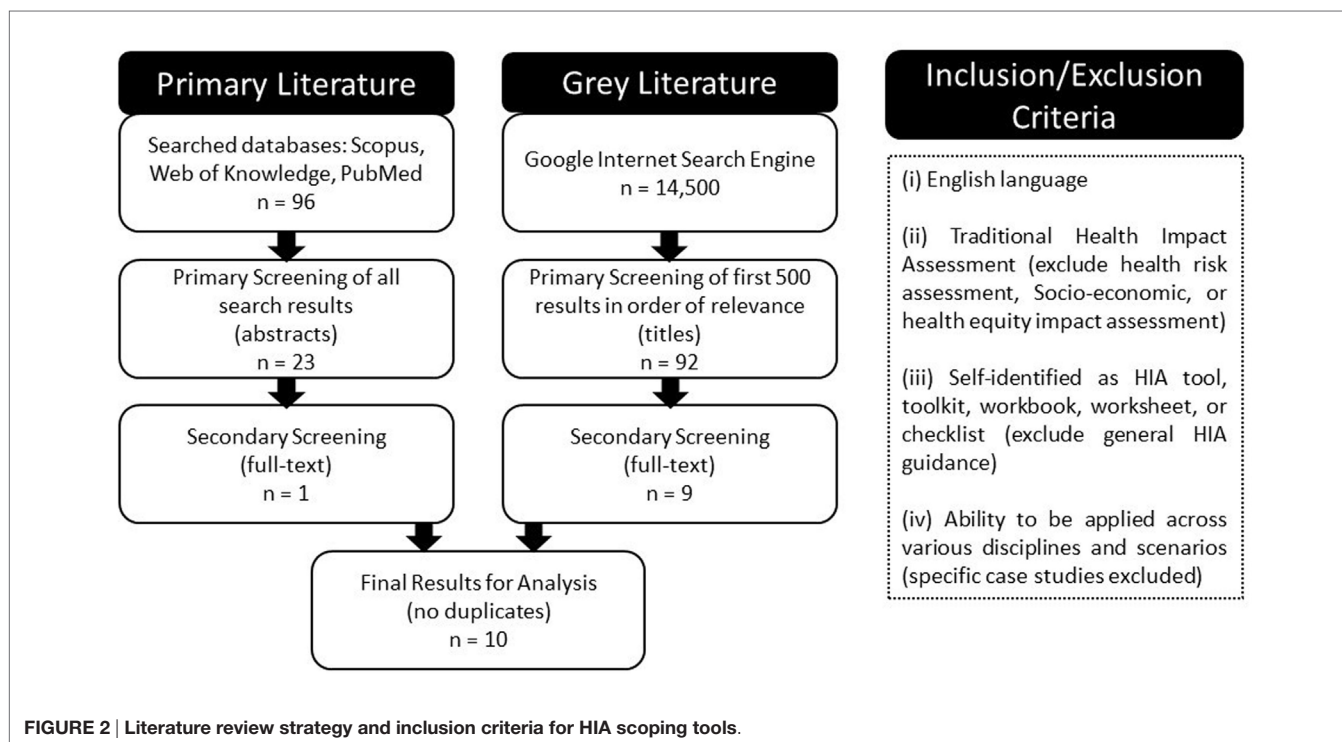 Primary Literature
Searched databases: Scopus,
Web of Knowledge, PubMed
n = 96
Primary Screening of all
search results
(abstracts)
n = 23
Secondary Screening
(full-text)
n = 1
Grey Literature
Google Internet Search Engine
n = 14,500
Primary Screening of first 500
results in order of relevance
(titles)
n = 92
Secondary Screening
(full-text)
n = 9
Final Results for Analysis
(no duplicates)
n = 10
Inclusion/Exclusion
Criteria
(i) English language
(ii) Traditional Health Impact
Assessment (exclude health risk
assessment, Socio-economic, or
health equity impact assessment)
(iii) Self-identified as HIA tool,
toolkit, workbook, worksheet, or
checklist (exclude general HIA
guidance)
(iv) Ability to be applied across
various disciplines and scenarios
(specific case studies excluded)
FIGURE 2 | Literature review strategy and inclusion criteria for HIA scoping tools.